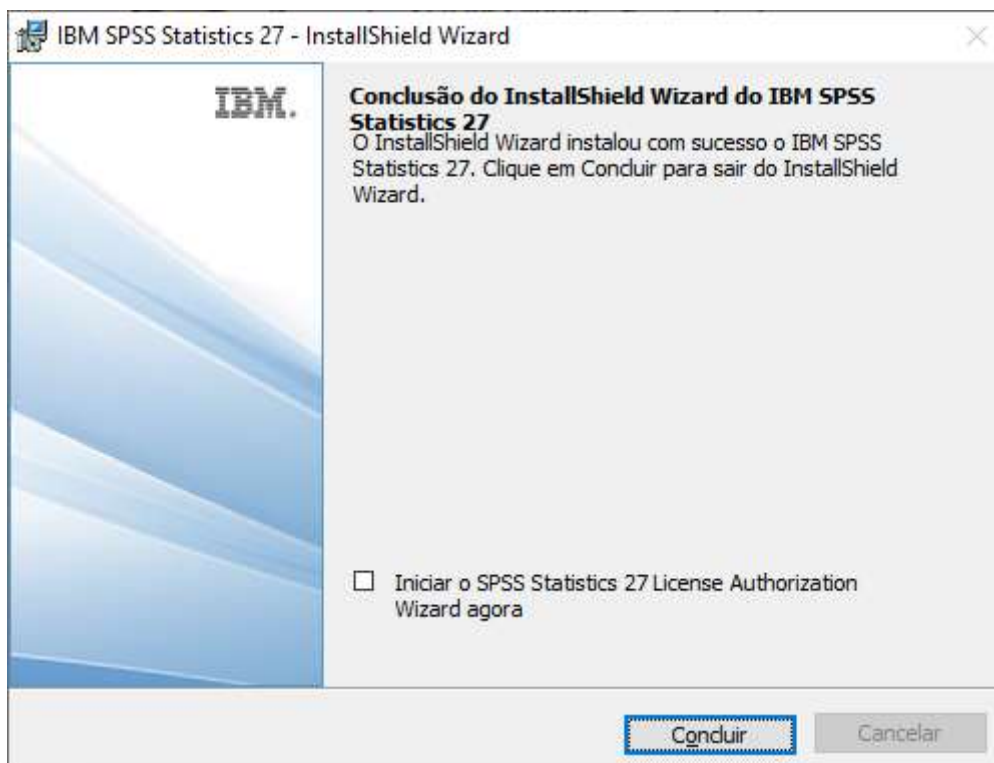 IBM SPSS Statistics 27 - InstallShield Wizard
IBM.
Conclusão do InstallShield Wizard do IBM SPSS
Statistics 27
O InstallShield Wizard instalou com sucesso o IBM SPSS
Statistics 27. Clique em Concluir para sair do InstallShield
Wizard.
Iniciar o SPSS Statistics 27 License Authorization
Wizard agora
Concluir
Cancelar